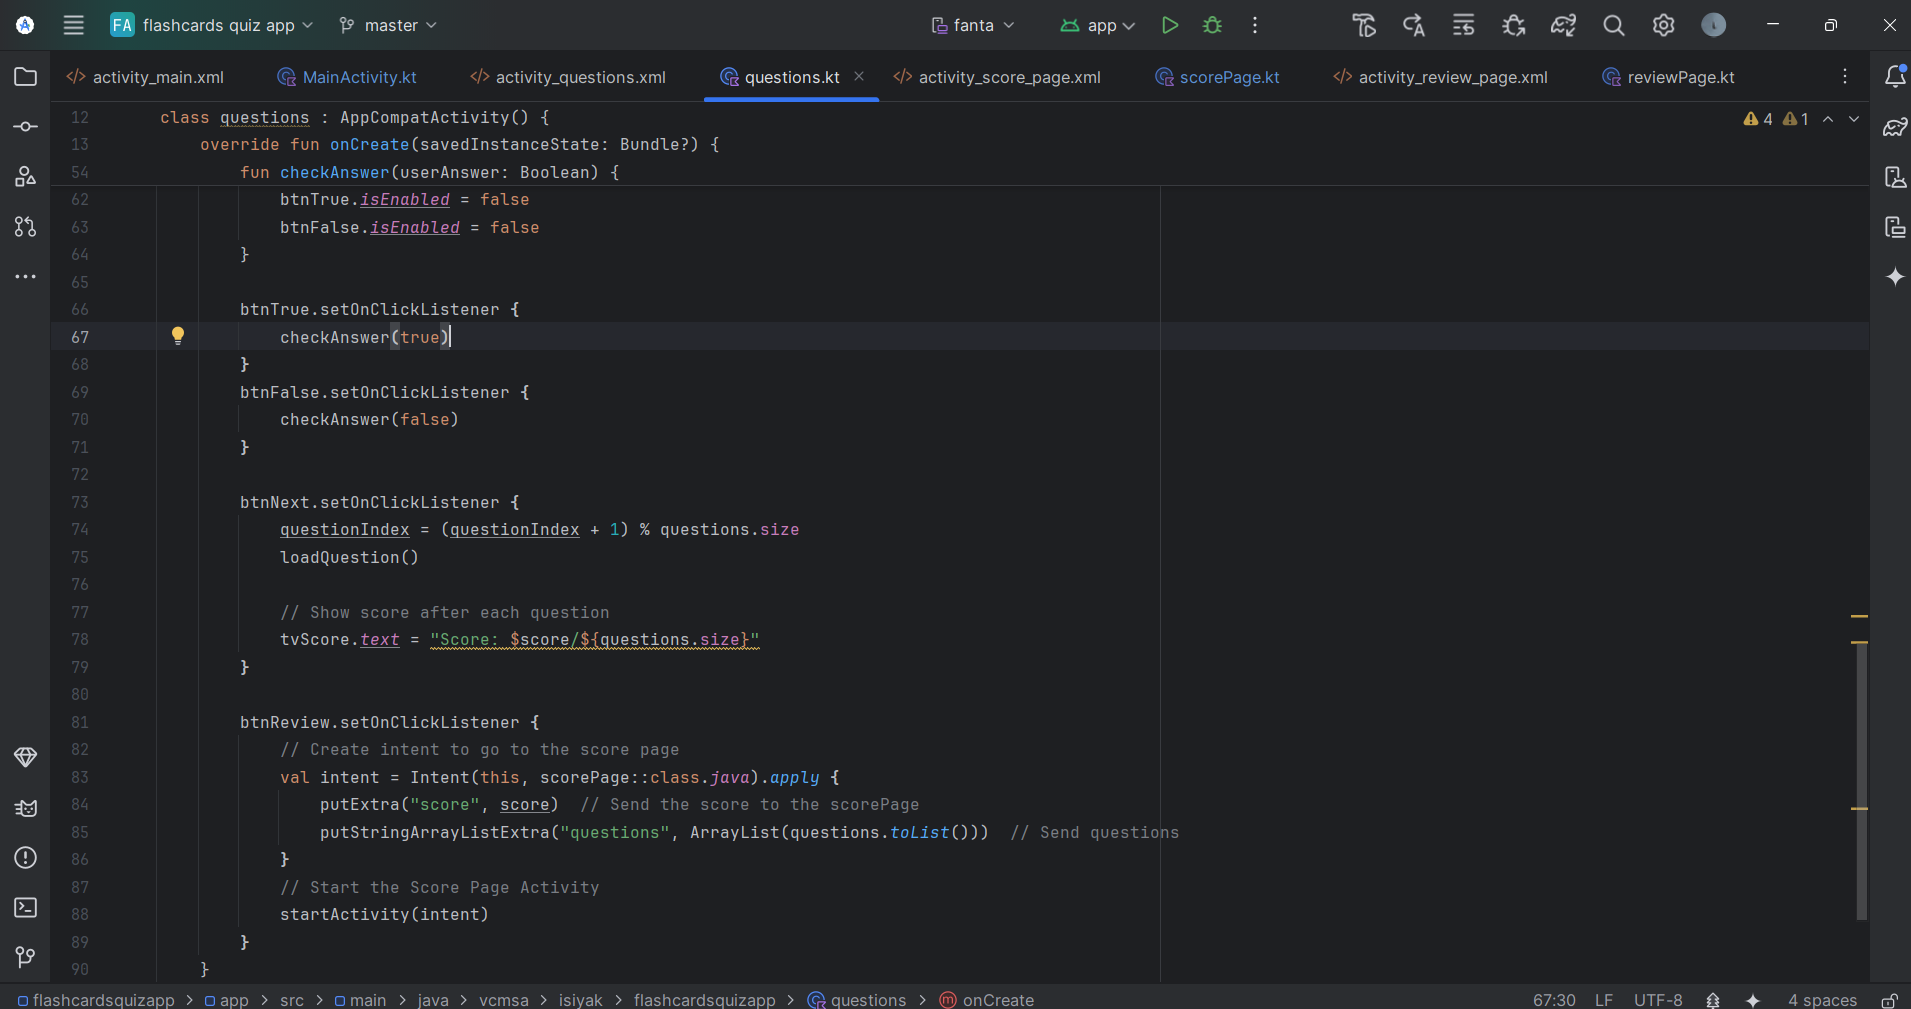 FA flashcards quiz app master fanta app
activity_main.xml MainActivity.kt activity_questions.xml questions.kt activity_score_page.xml scorePage.kt activity_review_page.xml reviewPage.kt
12 class questions : AppCompatActivity() { 4 1
13 override fun onCreate(savedInstanceState: Bundle?) {
54 fun checkAnswer(userAnswer: Boolean) {
62 btnTrue.isEnabled = false
63 btnFalse.isEnabled = false
64 }
65
66 btnTrue.setOnClickListener {
67 checkAnswer(true)
68 }
69 btnFalse.setOnClickListener {
70 checkAnswer(false)
71 }
72
73 btnNext.setOnClickListener {
74 questionIndex = (questionIndex + 1) % questions.size
75 loadQuestion()
76
77 // Show score after each question
78 tvScore.text = "Score: $score/${questions.size}"
79 }
80
81 btnReview.setOnClickListener {
82 // Create intent to go to the score page
83 val intent = Intent(this, scorePage::class.java).apply {
84 putExtra("score", score) // Send the score to the scorePage
85 putStringArrayListExtra("questions", ArrayList(questions.toList())) // Send questions
86 }
87 // Start the Score Page Activity
88 startActivity(intent)
89 }
90 }
flashcardsquizapp > app > src > main > java > vcmsa > isiyak > flashcardsquizapp > questions > m onCreate 67:30 LF UTF-8 4 spaces